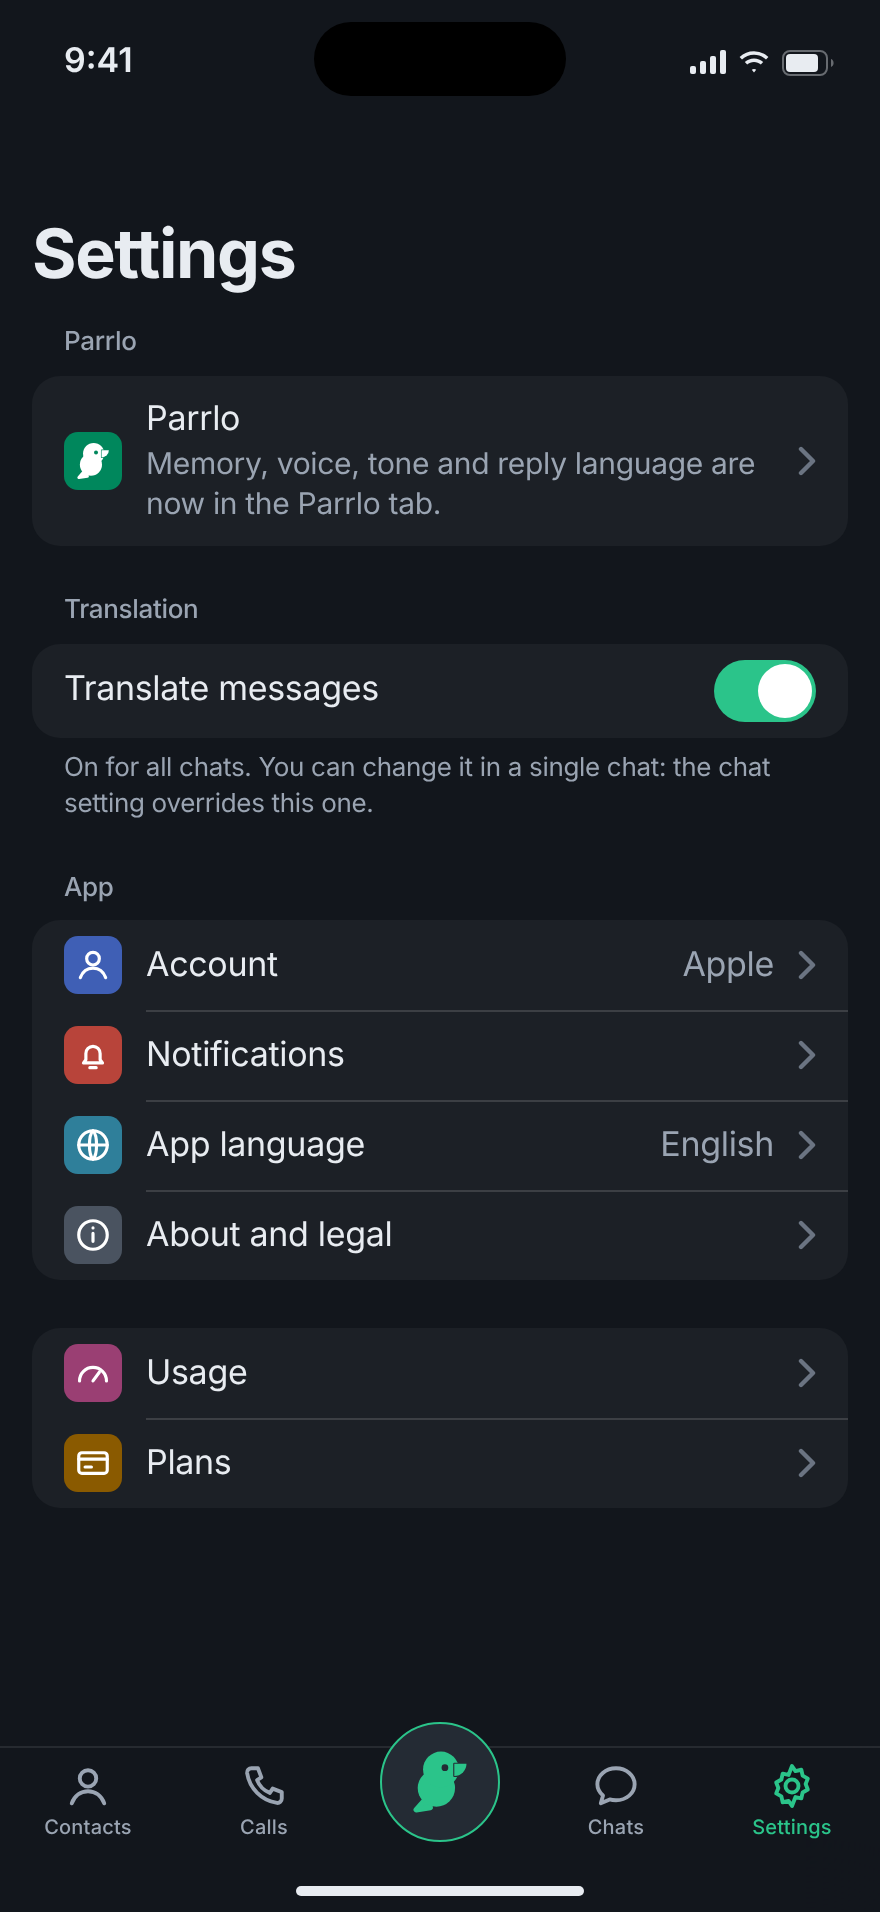 9:41
Settings
Parrlo
Parrlo
Memory, voice, tone and reply language are
now in the Parrlo tab.
Translation
Translate messages
On for all chats. You can change it in a single chat: the chat
setting overrides this one.
App
Account Apple
Notifications
App language English
About and legal
Usage
Plans
Contacts Calls Chats Settings